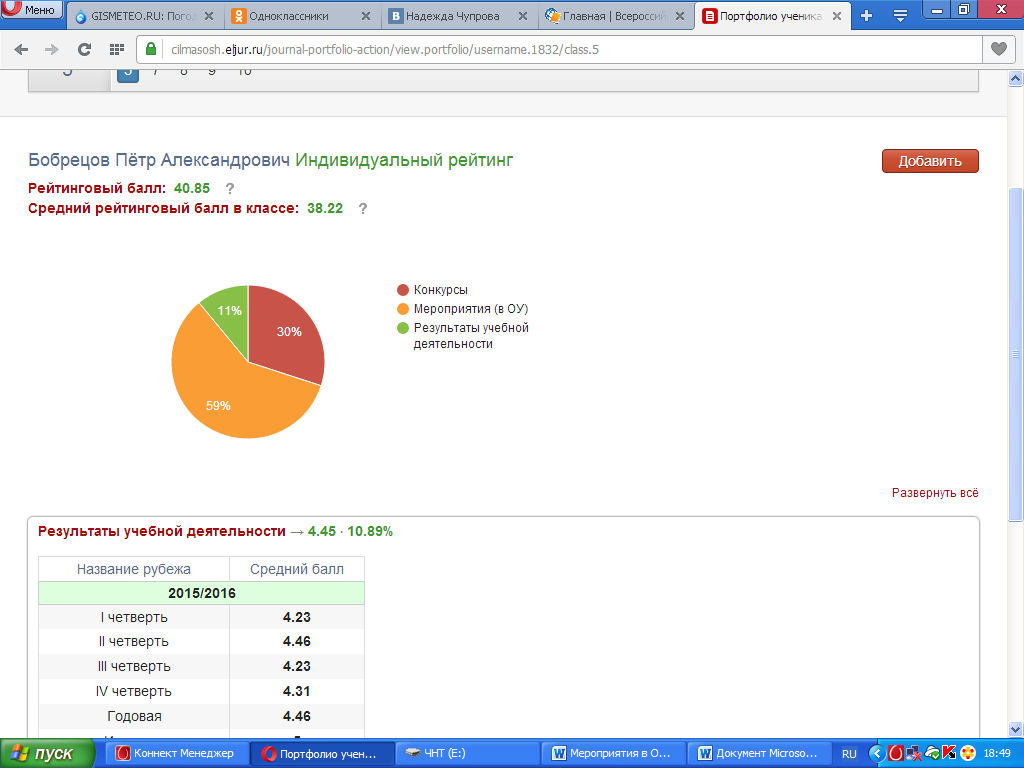 Меню
GISMETEO.RU: Пого
Одноклассники
Надежда Чупрова
Главная | Всеросси
Портфолио ученика
cilmasosh.eljur.ru/journal-portfolio-action/view.portfolio/username.1832/class.5
5 5 7 8 9 10
Бобрецов Пётр Александрович Индивидуальный рейтинг
Добавить
Рейтинговый балл: 40.85 ?
Средний рейтинговый балл в классе: 38.22 ?
Конкурсы
Мероприятия (в ОУ)
Результаты учебной
деятельности
11%
30%
59%
Развернуть всё
Результаты учебной деятельности → 4.45 · 10.89%
Название рубежа Средний балл
2015/2016
I четверть 4.23
II четверть 4.46
III четверть 4.23
IV четверть 4.31
Годовая 4.46
пуск
Коннект Менеджер
Портфолио учен...
ЧНТ (E:)
Мероприятия в О...
Документ Microso...
RU
18:49